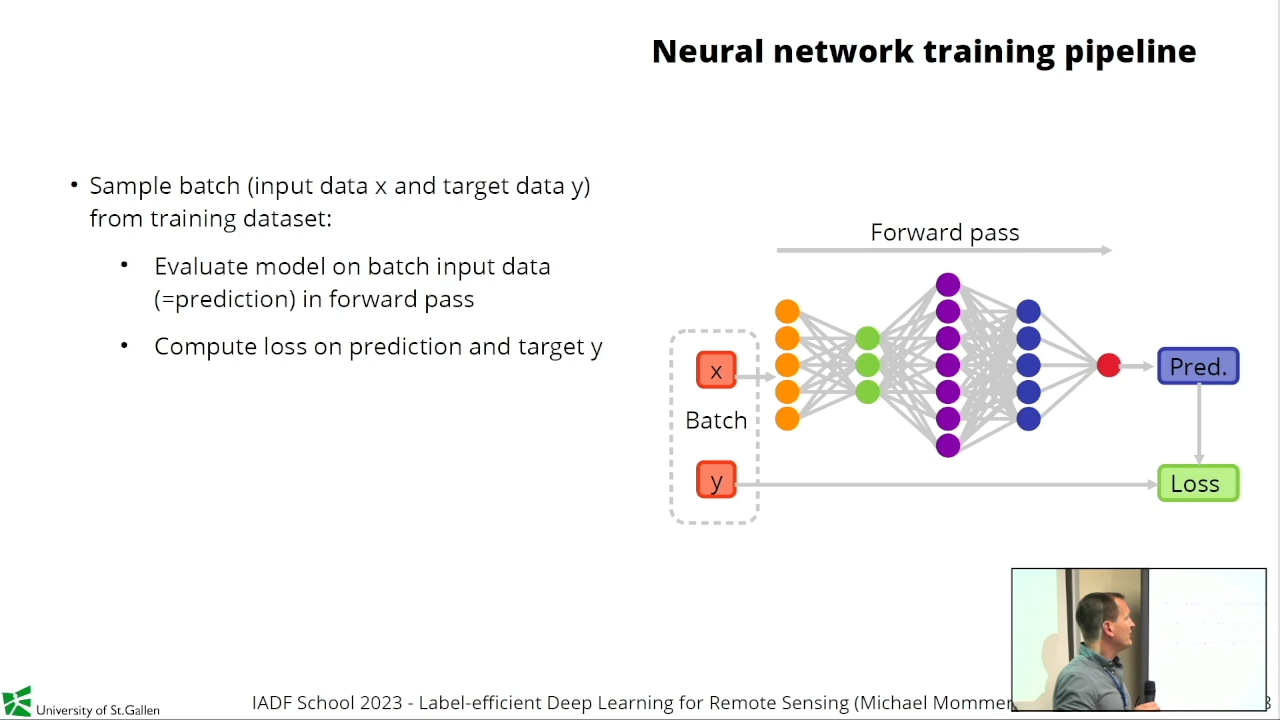 Neural network training pipeline
• Sample batch (input data x and target data y)
from training dataset:
• Evaluate model on batch input data
(=prediction) in forward pass
• Compute loss on prediction and target y
Forward pass
x
Batch
y
Pred.
Loss
University of St.Gallen
IADF School 2023 - Label-efficient Deep Learning for Remote Sensing (Michael